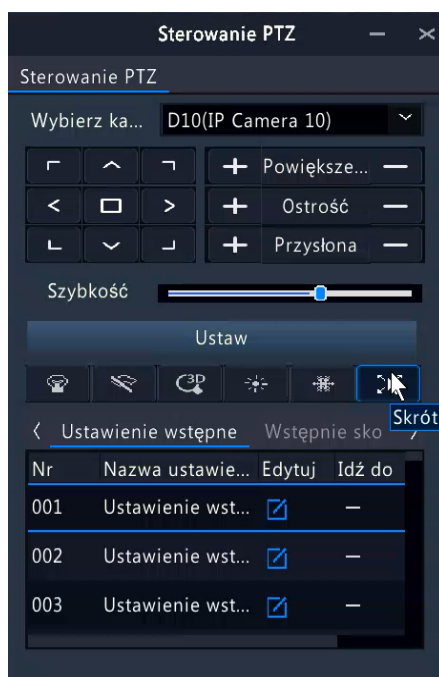 Sterowanie PTZ
Sterowanie PTZ
Wybierz ka... D10(IP Camera 10)
Powiększe...
Ostrość
Przysłona
Szybkość
Ustaw
3D
Skrót
Ustawienie wstępne Wstępnie sko
Nr Nazwa ustawie... Edytuj Idź do
001 Ustawienie wst... —
002 Ustawienie wst... —
003 Ustawienie wst... —